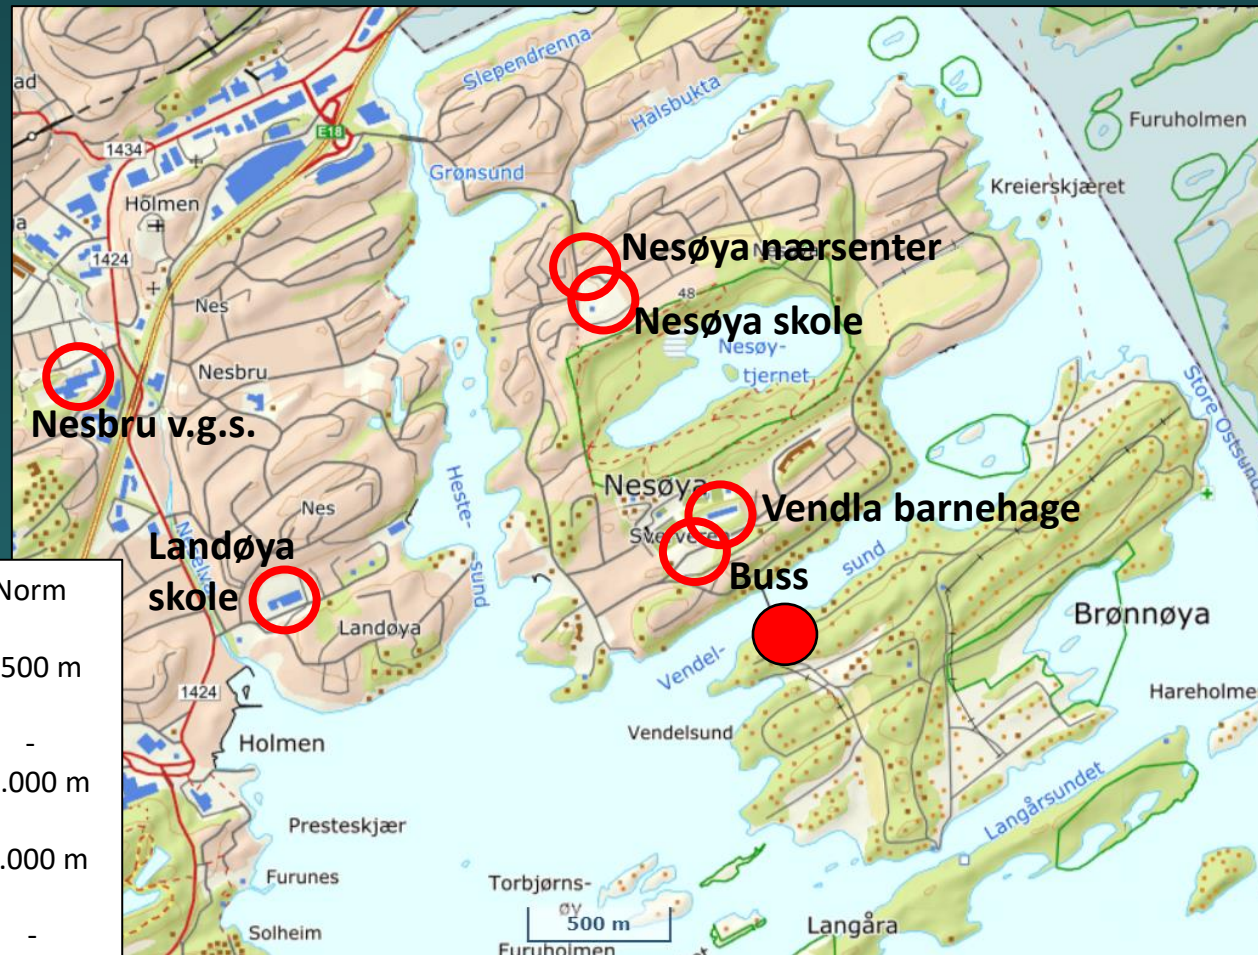 Slependrenna
Halsbukta
ad
E18
Furuholmen
1434
Grønsund
Kreierskjæret
Holmen
Nesøya nærsenter
1424
48
Nes
Nesøya skole
Nesøy-
tjernet
Nesbru
Store Ostsund
Nesbru v.g.s.
Heste-
sund
Nesøya
Nes
Vendla barnehage
Landøya
skole
Buss
sund
Norm
Brønnøya
Landøya
500 m
Vendel-
1424
Hareholme
Holmen
Vendelsund
-
.000 m
Langårsundet
Presteskjær
.000 m
Furunes
Torbjørns-
øy
500 m
Langåra
Solheim
-
Furuholmen